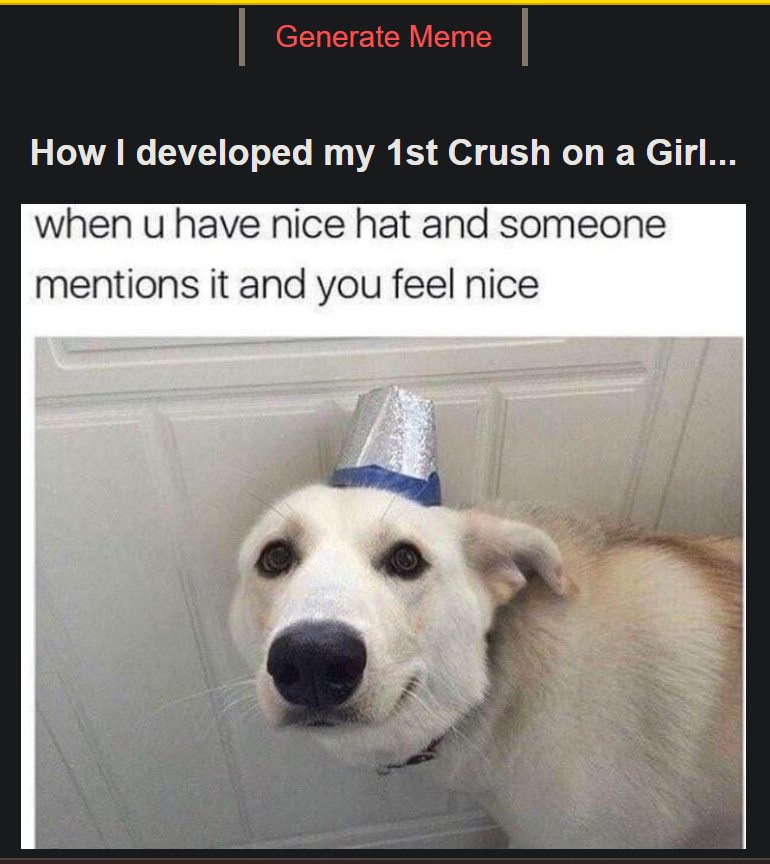 Generate Meme
How I developed my 1st Crush on a Girl...
when u have nice hat and someone
mentions it and you feel nice